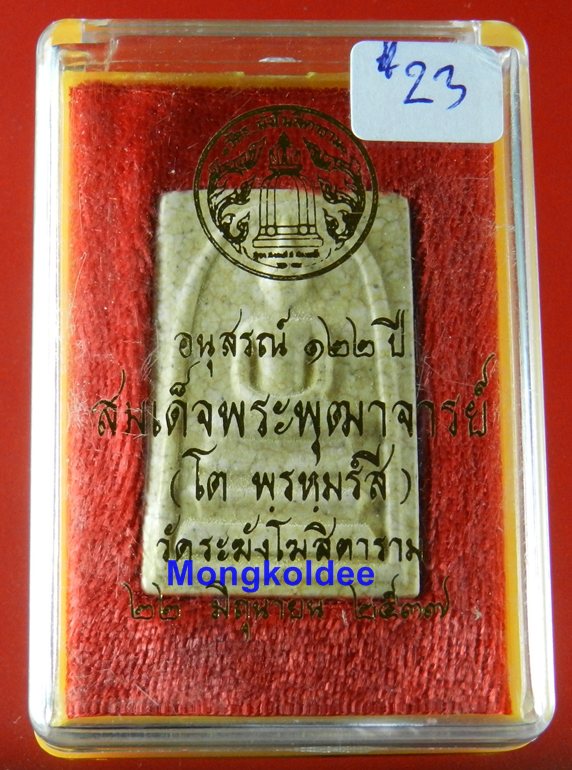 #23
อนุสรณ์ ๑๒๒ ปี
สมเด็จพระพุฒาจารย์
(โต พฺรหฺมรํสี)
วัดระฆังโฆสิตาราม
Mongkoldee
๒๒ มิถุนายน ๒๕๓๗